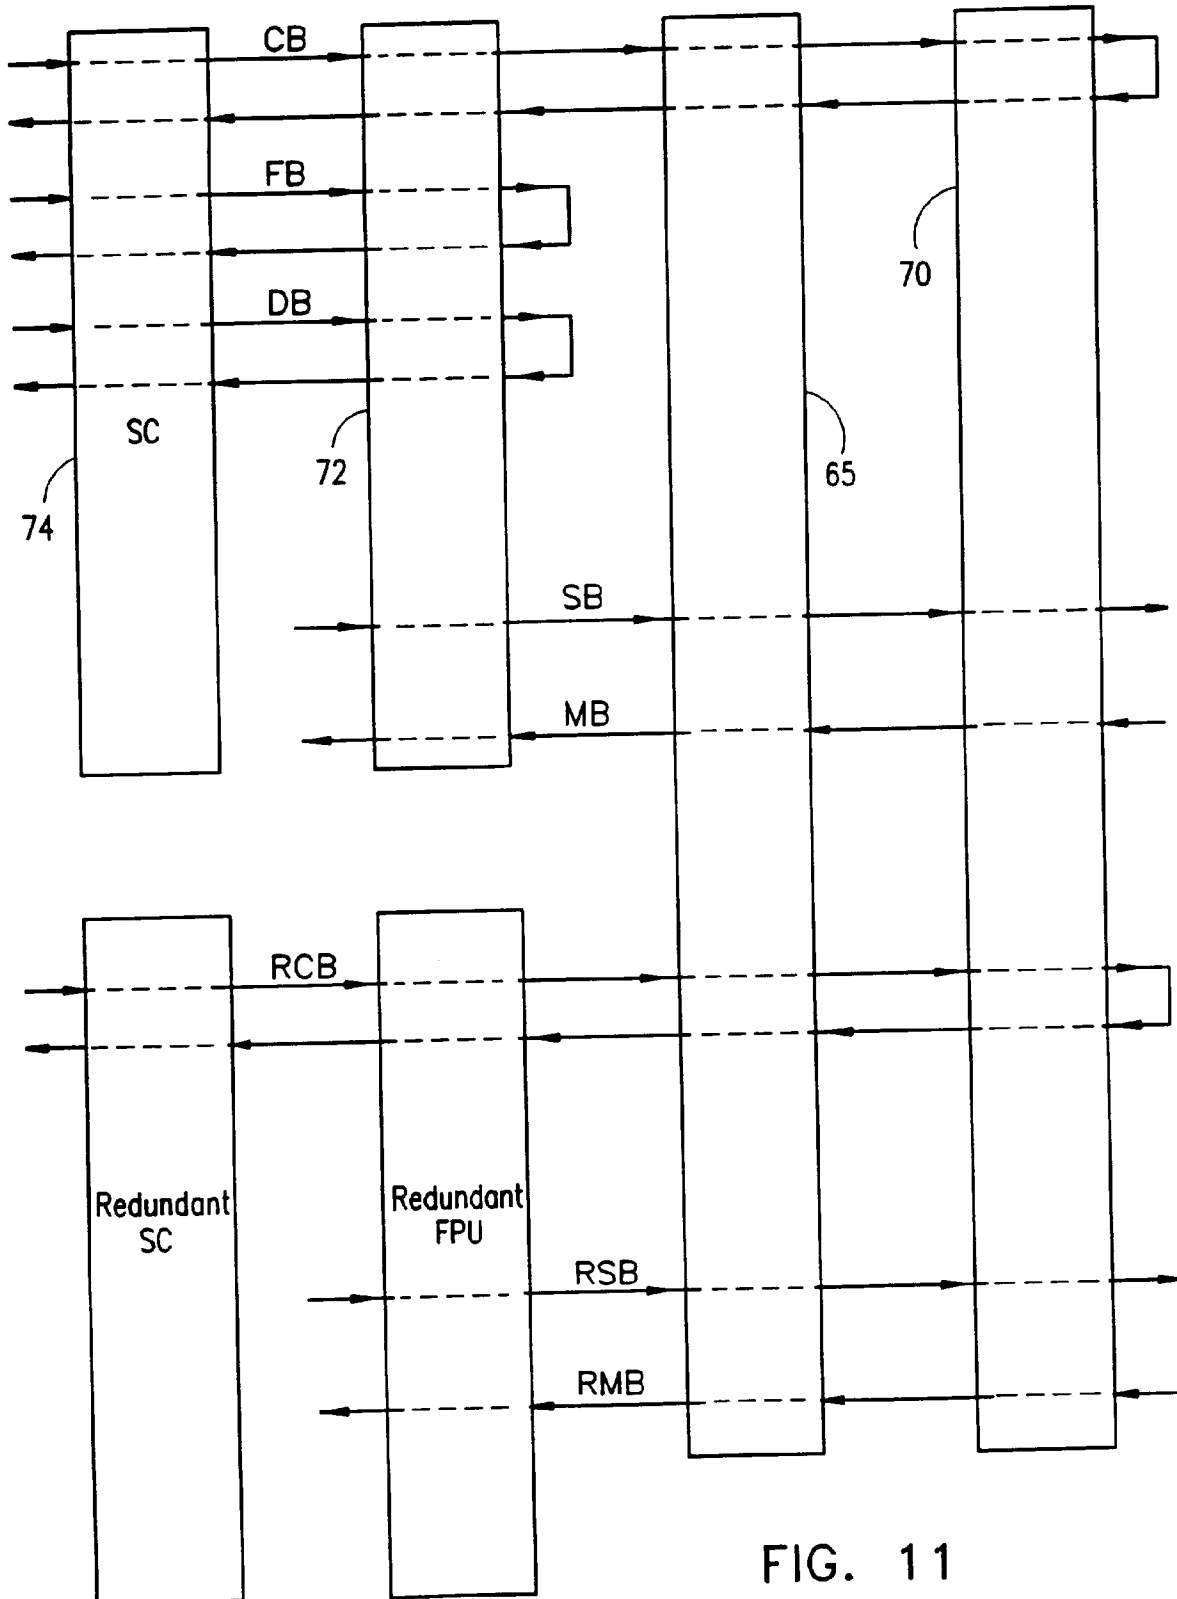 CB
FB
DB
70
SC
72
65
74
SB
MB
RCB
Redundant
SC
Redundant
FPU
RSB
RMB
FIG. 11